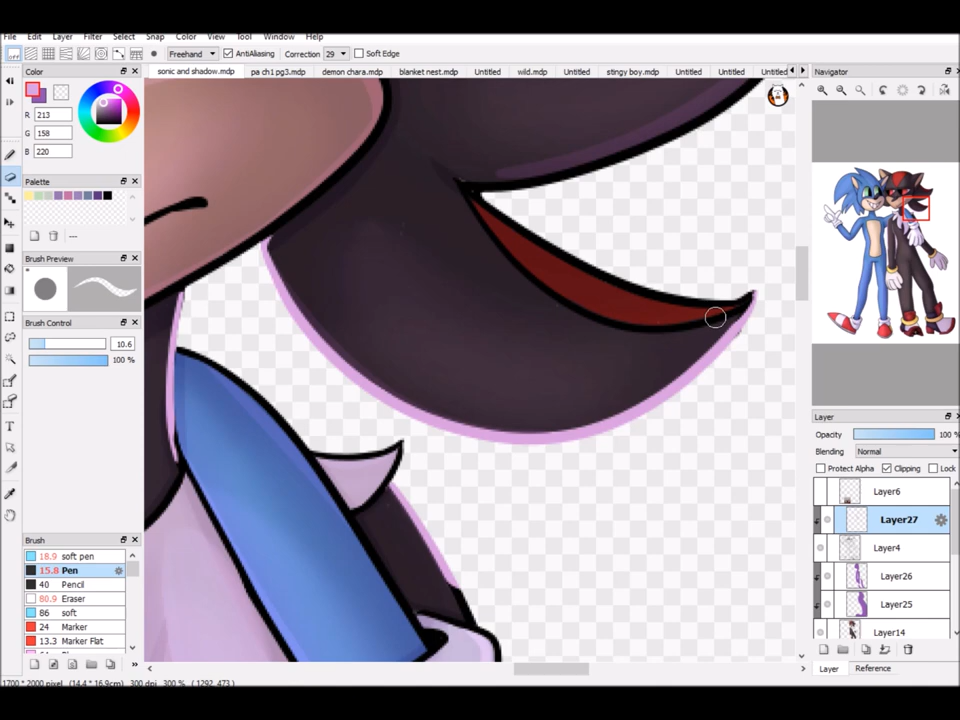 File Edit Layer Filter Select Snap Color View Tool Window Help
off Freehand AntiAliasing Correction 29 Soft Edge
Color
sonic and shadow.mdp pa ch1 pg3.mdp demon chara.mdp blanket nest.mdp Untitled wild.mdp Untitled stingy boy.mdp Untitled Untitled Untitled
Navigator
R 213
G 158
B 220
Palette
---
Brush Preview
Brush Control
10.6
100 %
Layer
Opacity 100 %
Blending Normal
Protect Alpha Clipping Lock
Layer6
Layer27
Layer4
Layer26
Layer25
Layer14
Brush
18.9 soft pen
15.8 Pen
40 Pencil
80.9 Eraser
86 soft
24 Marker
13.3 Marker Flat
Layer Reference
1700 * 2000 pixel (14.4 * 16.9cm) 300 dpi 300 % ( 1292, 473 )